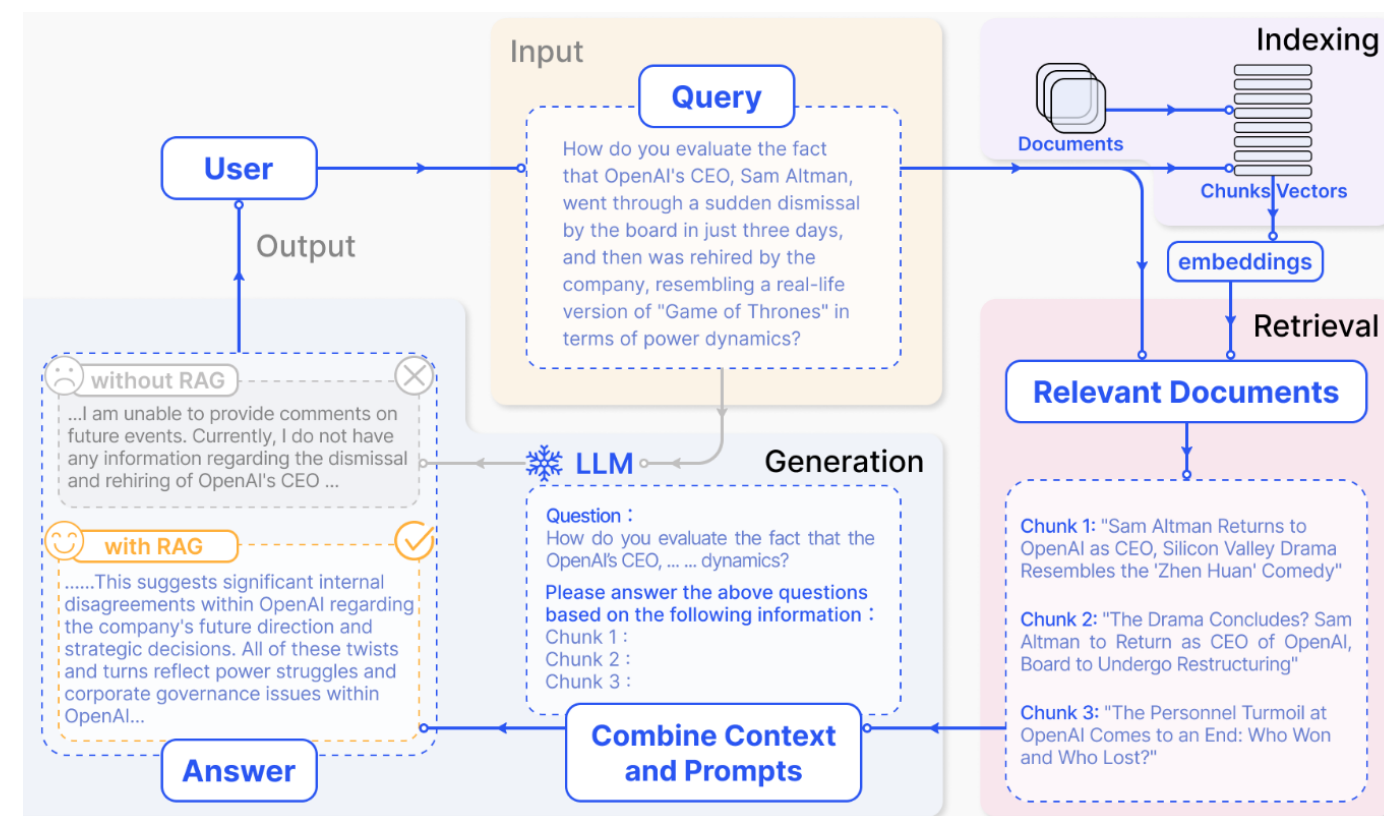 Input
Query
How do you evaluate the fact
that OpenAI's CEO, Sam Altman,
went through a sudden dismissal
by the board in just three days,
and then was rehired by the
company, resembling a real-life
version of "Game of Thrones" in
terms of power dynamics?
Indexing
Documents
Chunks Vectors
embeddings
User
Output
Retrieval
Relevant Documents
Chunk 1: "Sam Altman Returns to
OpenAI as CEO, Silicon Valley Drama
Resembles the 'Zhen Huan' Comedy"
Chunk 2: "The Drama Concludes? Sam
Altman to Return as CEO of OpenAI,
Board to Undergo Restructuring"
Chunk 3: "The Personnel Turmoil at
OpenAI Comes to an End: Who Won
and Who Lost?"
Generation
LLM
Question :
How do you evaluate the fact that the
OpenAI's CEO, ... ... dynamics?
Please answer the above questions
based on the following information :
Chunk 1 :
Chunk 2 :
Chunk 3 :
Combine Context
and Prompts
without RAG
...I am unable to provide comments on
future events. Currently, I do not have
any information regarding the dismissal
and rehiring of OpenAI's CEO ...
with RAG
......This suggests significant internal
disagreements within OpenAI regarding
the company's future direction and
strategic decisions. All of these twists
and turns reflect power struggles and
corporate governance issues within
OpenAI...
Answer